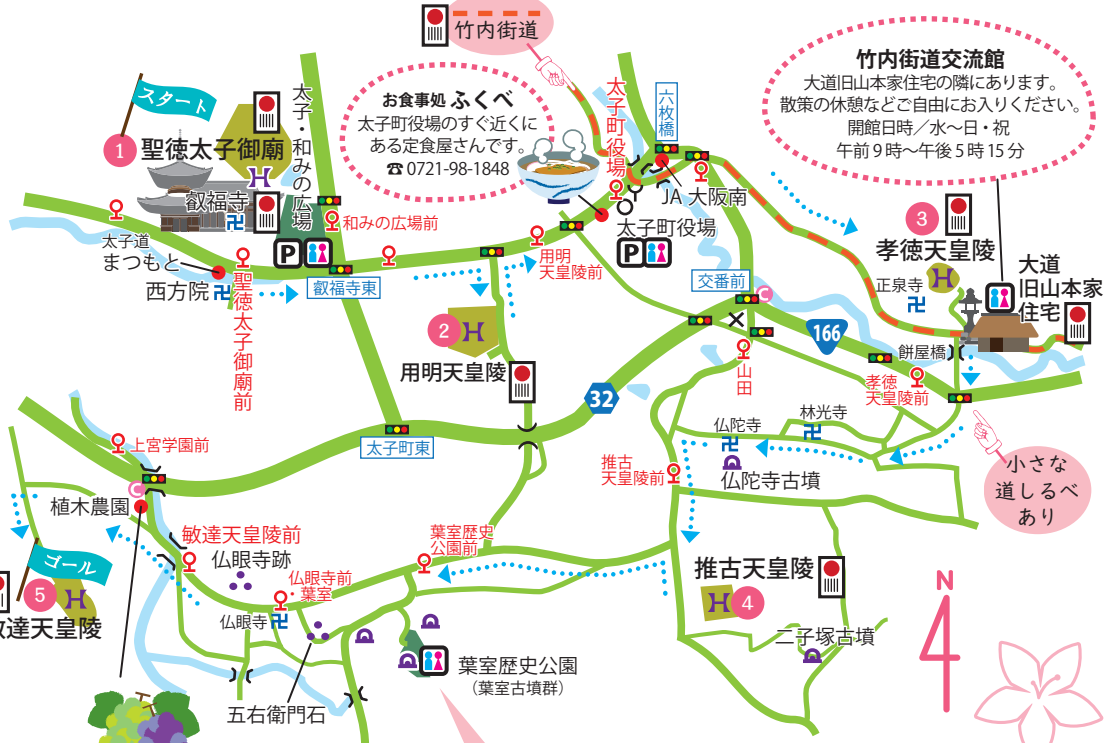 竹内街道
スタート
1
聖徳太子御廟
叡福寺
太子・和みの広場
お食事処 ふくべ
太子町役場のすぐ近くに
ある定食屋さんです。
☎ 0721-98-1848
太子町役場
六枚橋
JA 大阪南
太子町役場
P
竹内街道交流館
大道旧山本家住宅の隣にあります。
散策の休憩などご自由にお入りください。
開館日時／水〜日・祝
午前9時〜午後5時15分
3
孝徳天皇陵
正泉寺
大道
旧山本家
住宅
餅屋橋
和みの広場前
P
叡福寺東
太子道
まつもと
西方院
聖徳太子御廟前
用明
天皇陵前
交番前
C
166
山田
孝徳
天皇陵前
2
用明天皇陵
32
太子町東
上宮学園前
C
植木農園
林光寺
仏陀寺
仏陀寺古墳
推古
天皇陵前
小さな
道しるべ
あり
敏達天皇陵前
仏眼寺跡
葉室歴史
公園前
ゴール
5
達天皇陵
仏眼寺前
・葉室
仏眼寺
五右衛門石
葉室歴史公園
（葉室古墳群）
推古天皇陵
4
二子塚古墳
N